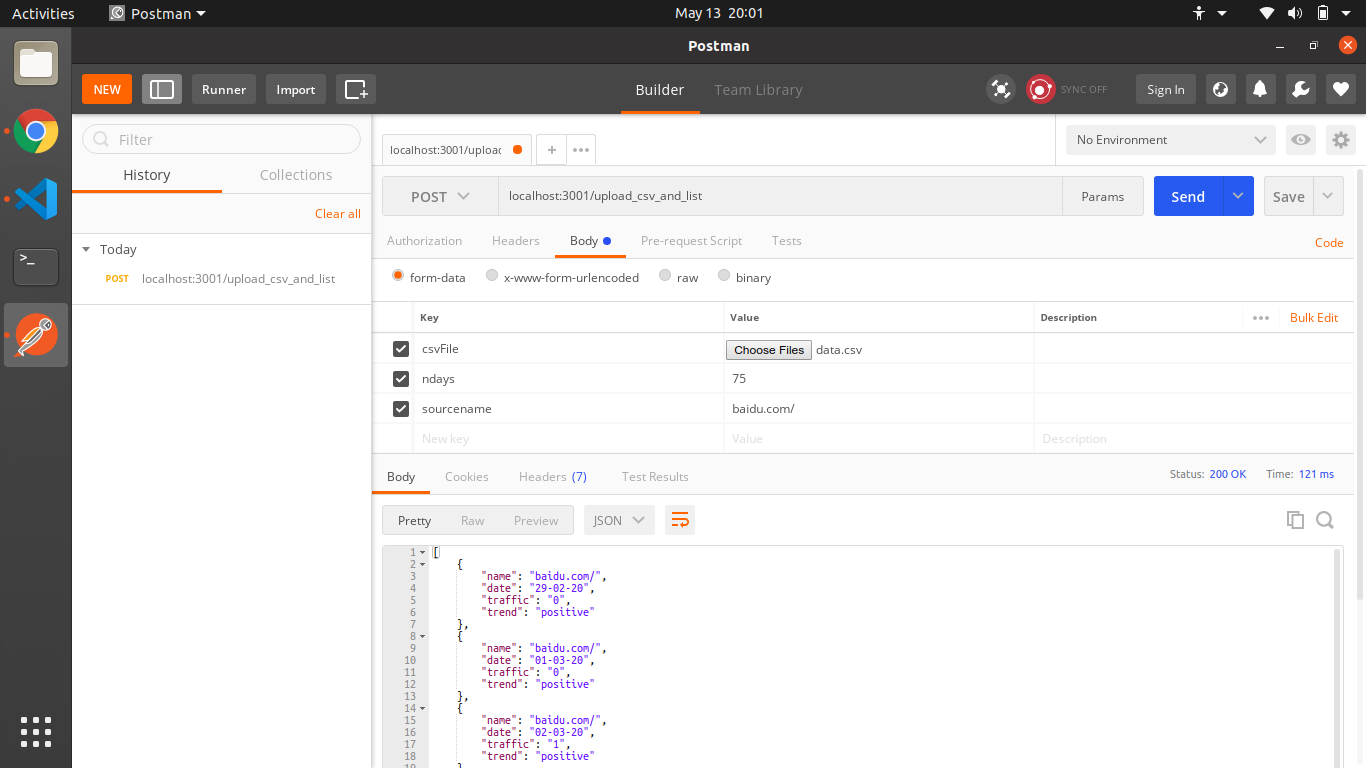 Activities Postman May 13 20:01
Postman
NEW Runner Import Builder Team Library SYNC OFF Sign In
Filter
History Collections
Clear all
Today
POST localhost:3001/upload_csv_and_list
localhost:3001/upload + ••• No Environment
POST localhost:3001/upload_csv_and_list Params Send Save
Authorization Headers Body Pre-request Script Tests Code
form-data x-www-form-urlencoded raw binary
Key Value Description ••• Bulk Edit
csvFile Choose Files data.csv
ndays 75
sourcename baidu.com/
New key Value Description
Body Cookies Headers (7) Test Results Status: 200 OK Time: 121 ms
Pretty Raw Preview JSON
1 [
2 {
3 "name": "baidu.com/",
4 "date": "29-02-20",
5 "traffic": "0",
6 "trend": "positive"
7 },
8 {
9 "name": "baidu.com/",
10 "date": "01-03-20",
11 "traffic": "0",
12 "trend": "positive"
13 },
14 {
15 "name": "baidu.com/",
16 "date": "02-03-20",
17 "traffic": "1",
18 "trend": "positive"